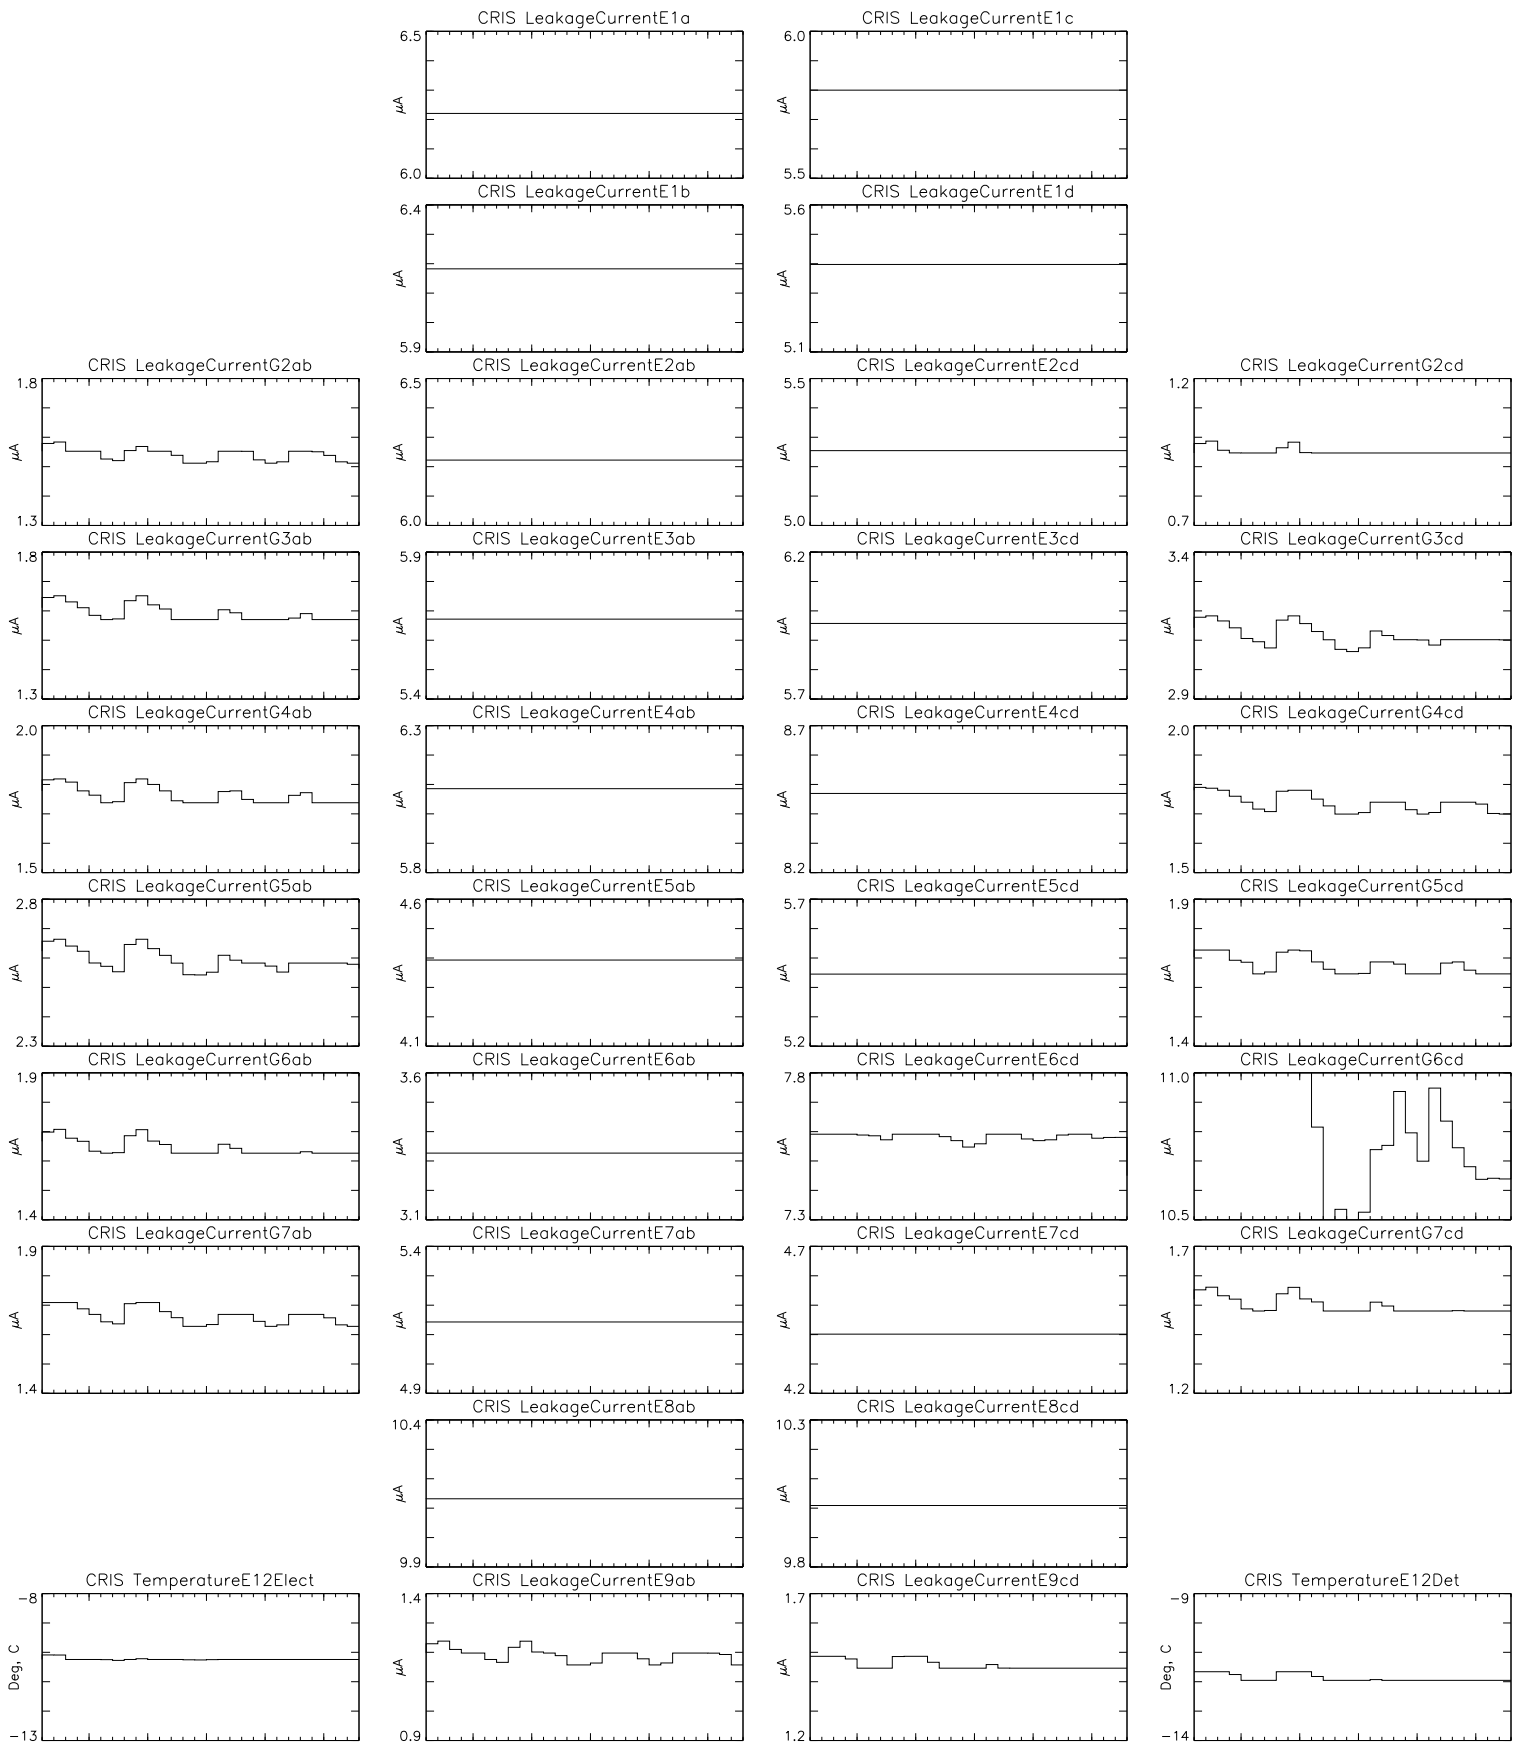 CRIS LeakageCurrentE1a
CRIS LeakageCurrentE1c
6.5
μA
6.0
6.0
μA
5.5
CRIS LeakageCurrentE1b
CRIS LeakageCurrentE1d
6.4
μA
5.9
5.6
μA
5.1
CRIS LeakageCurrentG2ab
CRIS LeakageCurrentE2ab
CRIS LeakageCurrentE2cd
CRIS LeakageCurrentG2cd
1.8
μA
1.3
6.5
μA
6.0
5.5
μA
5.0
1.2
μA
0.7
CRIS LeakageCurrentG3ab
CRIS LeakageCurrentE3ab
CRIS LeakageCurrentE3cd
CRIS LeakageCurrentG3cd
1.8
μA
1.3
5.9
μA
5.4
6.2
μA
5.7
3.4
μA
2.9
CRIS LeakageCurrentG4ab
CRIS LeakageCurrentE4ab
CRIS LeakageCurrentE4cd
CRIS LeakageCurrentG4cd
2.0
μA
1.5
6.3
μA
5.8
8.7
μA
8.2
2.0
μA
1.5
CRIS LeakageCurrentG5ab
CRIS LeakageCurrentE5ab
CRIS LeakageCurrentE5cd
CRIS LeakageCurrentG5cd
2.8
μA
2.3
4.6
μA
4.1
5.7
μA
5.2
1.9
μA
1.4
CRIS LeakageCurrentG6ab
CRIS LeakageCurrentE6ab
CRIS LeakageCurrentE6cd
CRIS LeakageCurrentG6cd
1.9
μA
1.4
3.6
μA
3.1
7.8
μA
7.3
11.0
μA
10.5
CRIS LeakageCurrentG7ab
CRIS LeakageCurrentE7ab
CRIS LeakageCurrentE7cd
CRIS LeakageCurrentG7cd
1.9
μA
1.4
5.4
μA
4.9
4.7
μA
4.2
1.7
μA
1.2
CRIS LeakageCurrentE8ab
CRIS LeakageCurrentE8cd
10.4
μA
9.9
10.3
μA
9.8
CRIS TemperatureE12Elect
CRIS LeakageCurrentE9ab
CRIS LeakageCurrentE9cd
CRIS TemperatureE12Det
-8
Deg, C
-13
1.4
μA
0.9
1.7
μA
1.2
-9
Deg, C
-14